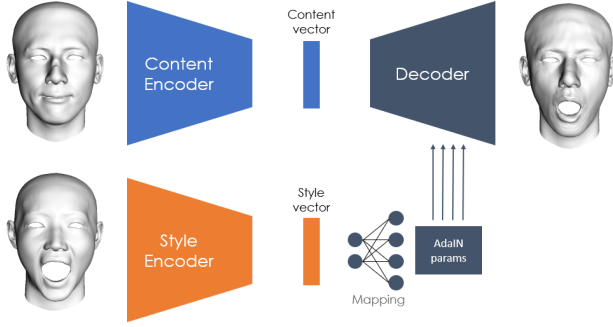 Content
vector
Content
Encoder
Decoder
Style
vector
Style
Encoder
AdaIN
params
Mapping